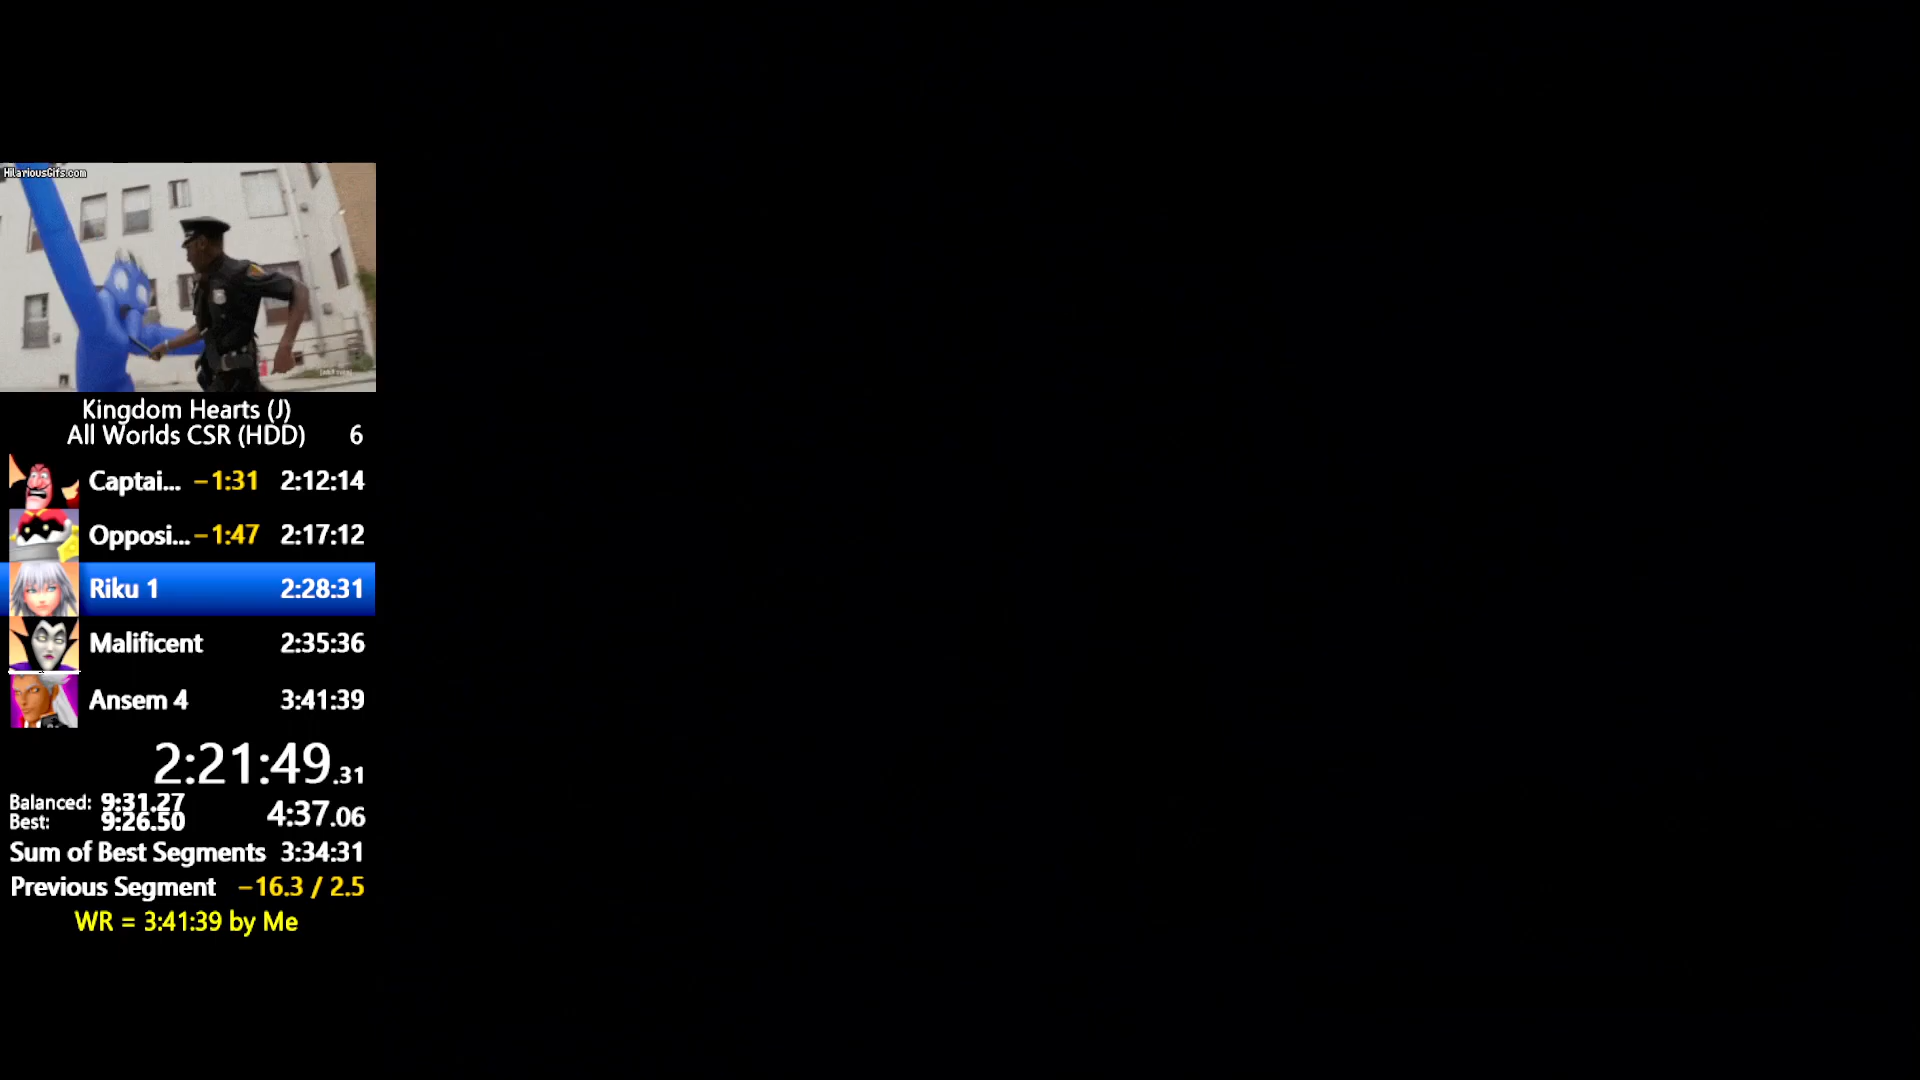 HilariousGifs.com
[adult swim]
Kingdom Hearts (J)
All Worlds CSR (HDD) 6
Captai... −1:31 2:12:14
Opposi... −1:47 2:17:12
Riku 1 2:28:31
Malificent 2:35:36
Ansem 4 3:41:39
2:21:49.31
Balanced: 9:31.27
Best: 9:26.50
4:37.06
Sum of Best Segments 3:34:31
Previous Segment −16.3 / 2.5
WR = 3:41:39 by Me